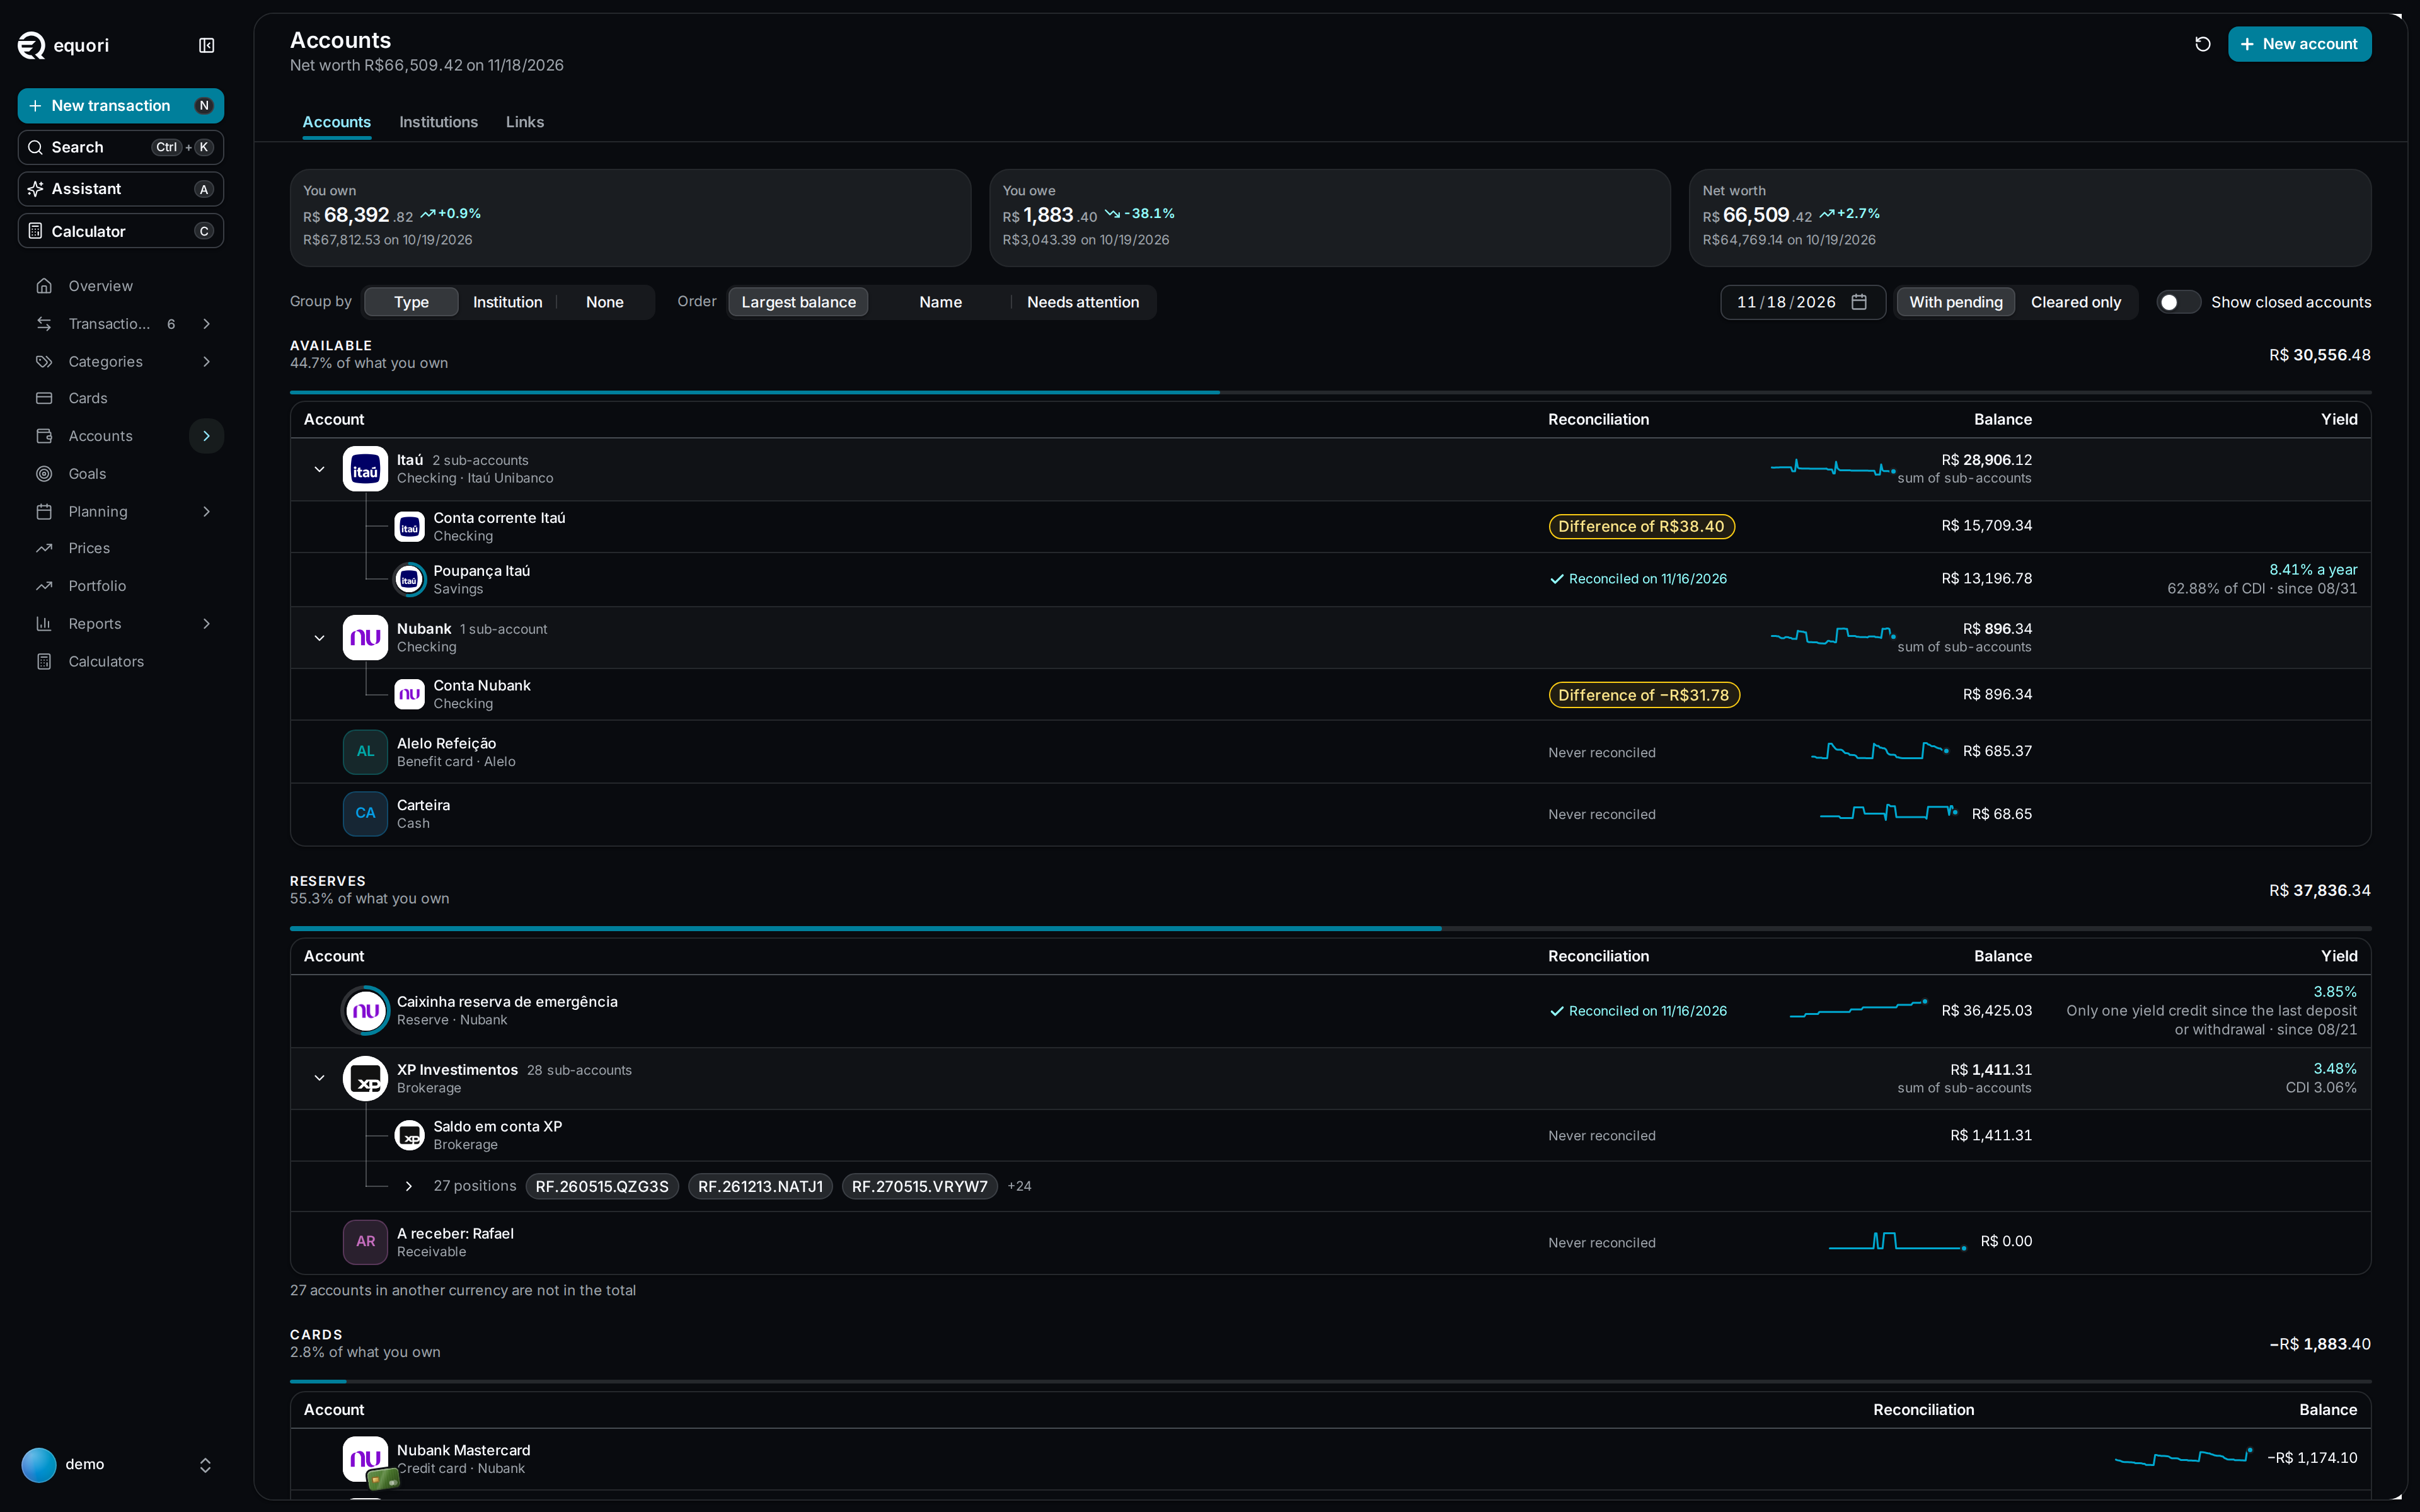 equori
New transaction N
Search Ctrl + K
Assistant A
Calculator C
Overview
Transactio... 6
Categories
Cards
Accounts
Goals
Planning
Prices
Portfolio
Reports
Calculators
demo
Accounts
Net worth R$66,509.42 on 11/18/2026
New account
Accounts Institutions Links
You own
R$ 68,392.82 +0.9%
R$67,812.53 on 10/19/2026
You owe
R$ 1,883.40 -38.1%
R$3,043.39 on 10/19/2026
Net worth
R$ 66,509.42 +2.7%
R$64,769.14 on 10/19/2026
Group by Type Institution None Order Largest balance Name Needs attention 11/18/2026 With pending Cleared only Show closed accounts
AVAILABLE
44.7% of what you own
R$ 30,556.48
Account Reconciliation Balance Yield
itaú
Itaú 2 sub-accounts
Checking · Itaú Unibanco
R$ 28,906.12
sum of sub-accounts
itaú
Conta corrente Itaú
Checking
Difference of R$38.40
R$ 15,709.34
itaú
Poupança Itaú
Savings
Reconciled on 11/16/2026
R$ 13,196.78
8.41% a year
62.88% of CDI · since 08/31
nu
Nubank 1 sub-account
Checking
R$ 896.34
sum of sub-accounts
nu
Conta Nubank
Checking
Difference of −R$31.78
R$ 896.34
AL
Alelo Refeição
Benefit card · Alelo
Never reconciled
R$ 685.37
CA
Carteira
Cash
Never reconciled
R$ 68.65
RESERVES
55.3% of what you own
R$ 37,836.34
Account Reconciliation Balance Yield
nu
Caixinha reserva de emergência
Reserve · Nubank
Reconciled on 11/16/2026
R$ 36,425.03
3.85%
Only one yield credit since the last deposit
or withdrawal · since 08/21
xp
XP Investimentos 28 sub-accounts
Brokerage
R$ 1,411.31
sum of sub-accounts
3.48%
CDI 3.06%
xp
Saldo em conta XP
Brokerage
Never reconciled
R$ 1,411.31
27 positions RF.260515.QZG3S RF.261213.NATJ1 RF.270515.VRYW7 +24
AR
A receber: Rafael
Receivable
Never reconciled
R$ 0.00
27 accounts in another currency are not in the total
CARDS
2.8% of what you own
−R$ 1,883.40
Account Reconciliation Balance
nu
Nubank Mastercard
Credit card · Nubank
−R$ 1,174.10